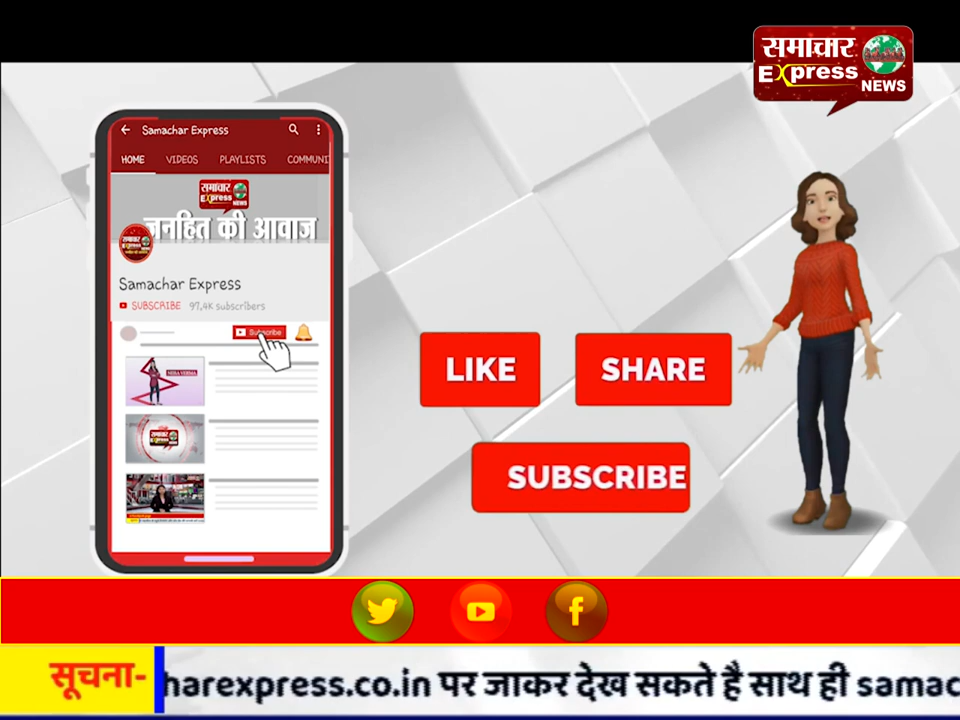 समाचार
Express
NEWS
Samachar Express
HOME VIDEOS PLAYLISTS COMMUNI
समाचार
Express
NEWS
जनहित की आवाज
Samachar Express
SUBSCRIBE 97.4K subscribers
Subscribe
LIKE SHARE
SUBSCRIBE
सूचना- harexpress.co.in पर जाकर देख सकते है साथ ही samac